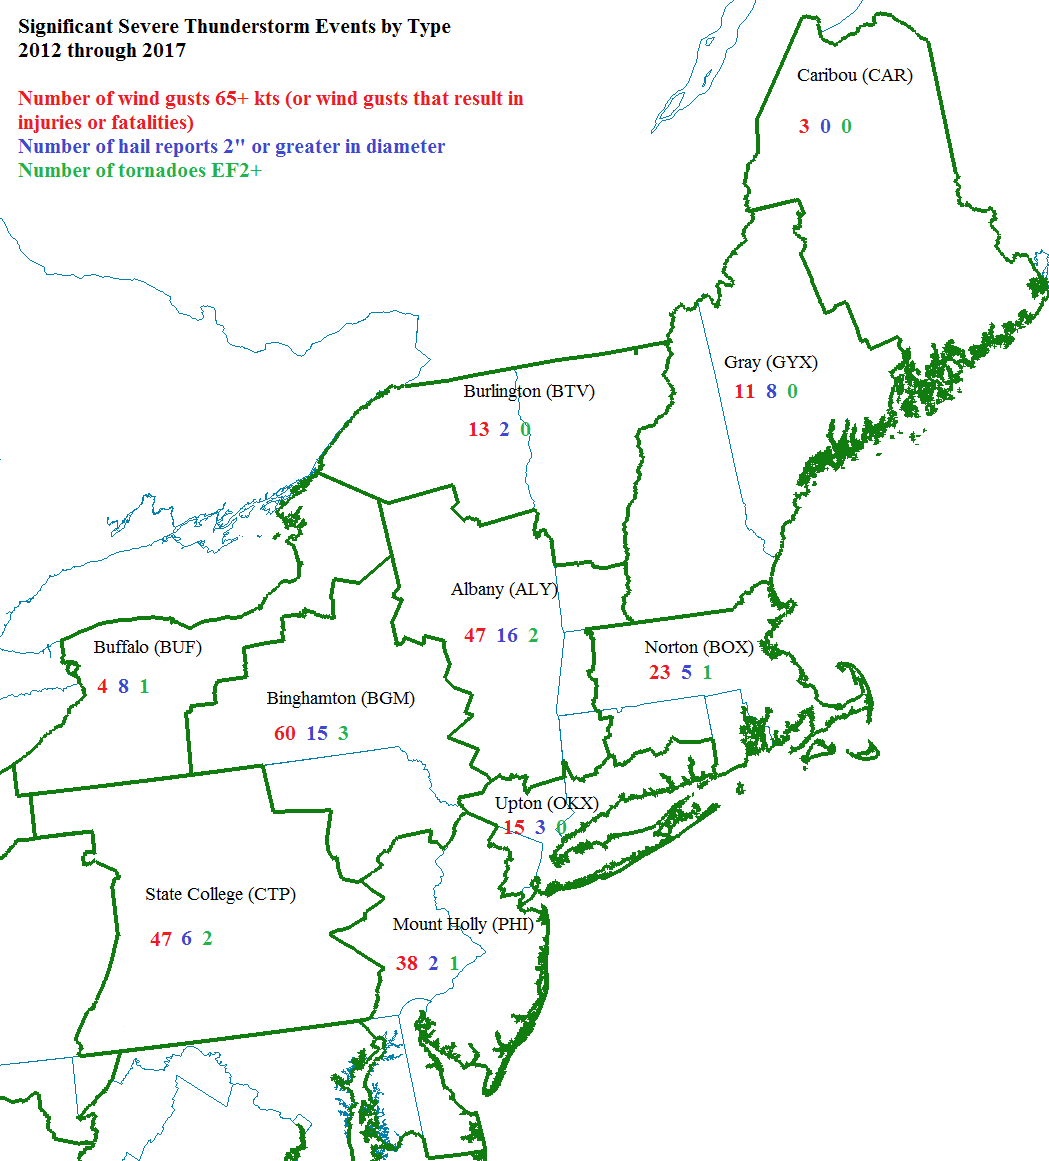 Significant Severe Thunderstorm Events by Type
2012 through 2017
Number of wind gusts 65+ kts (or wind gusts that result in
injuries or fatalities)
Number of hail reports 2" or greater in diameter
Number of tornadoes EF2+
Caribou (CAR)
3 0 0
Gray (GYX)
11 8 0
Burlington (BTV)
13 2 0
Albany (ALY)
47 16 2
Buffalo (BUF)
4 8 1
Norton (BOX)
23 5 1
Binghamton (BGM)
60 15 3
Upton (OKX)
15 3 0
State College (CTP)
47 6 2
Mount Holly (PHI)
38 2 1